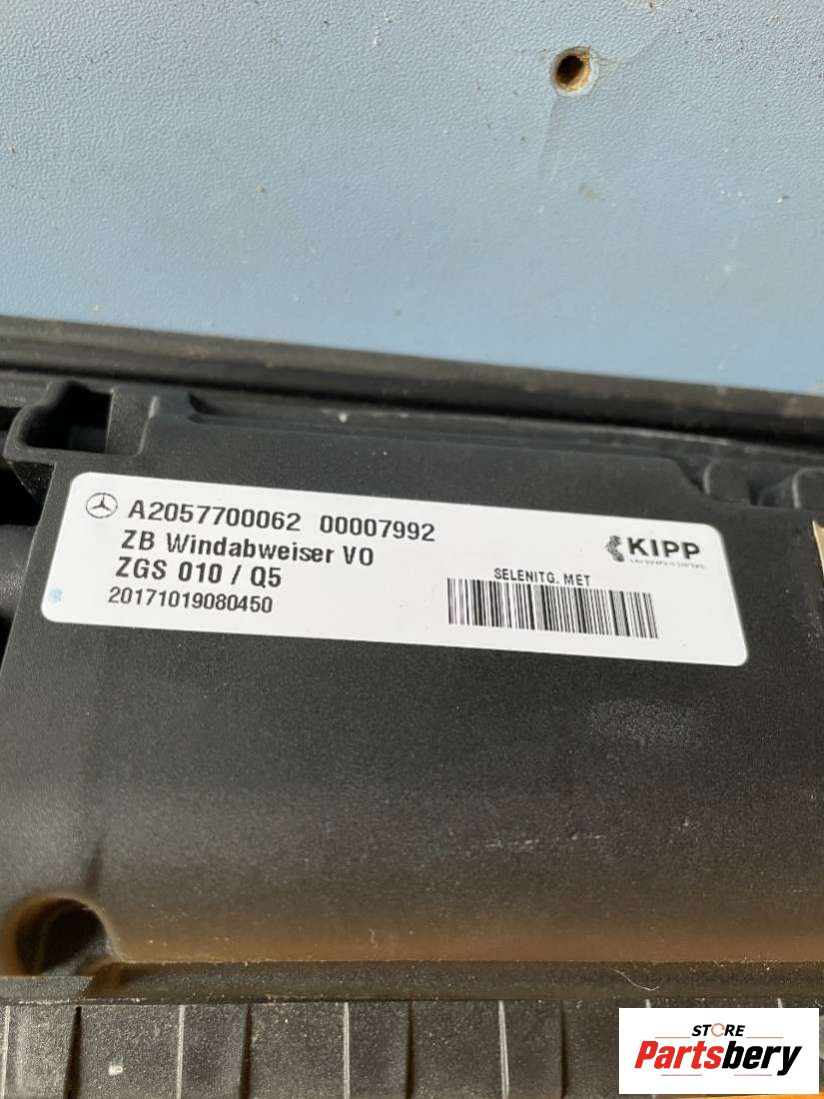 A2057700062 00007992
ZB Windabweiser VO
ZGS 010 / Q5
20171019080450
KIPP
SELENITG. MET
STORE
Partsbery